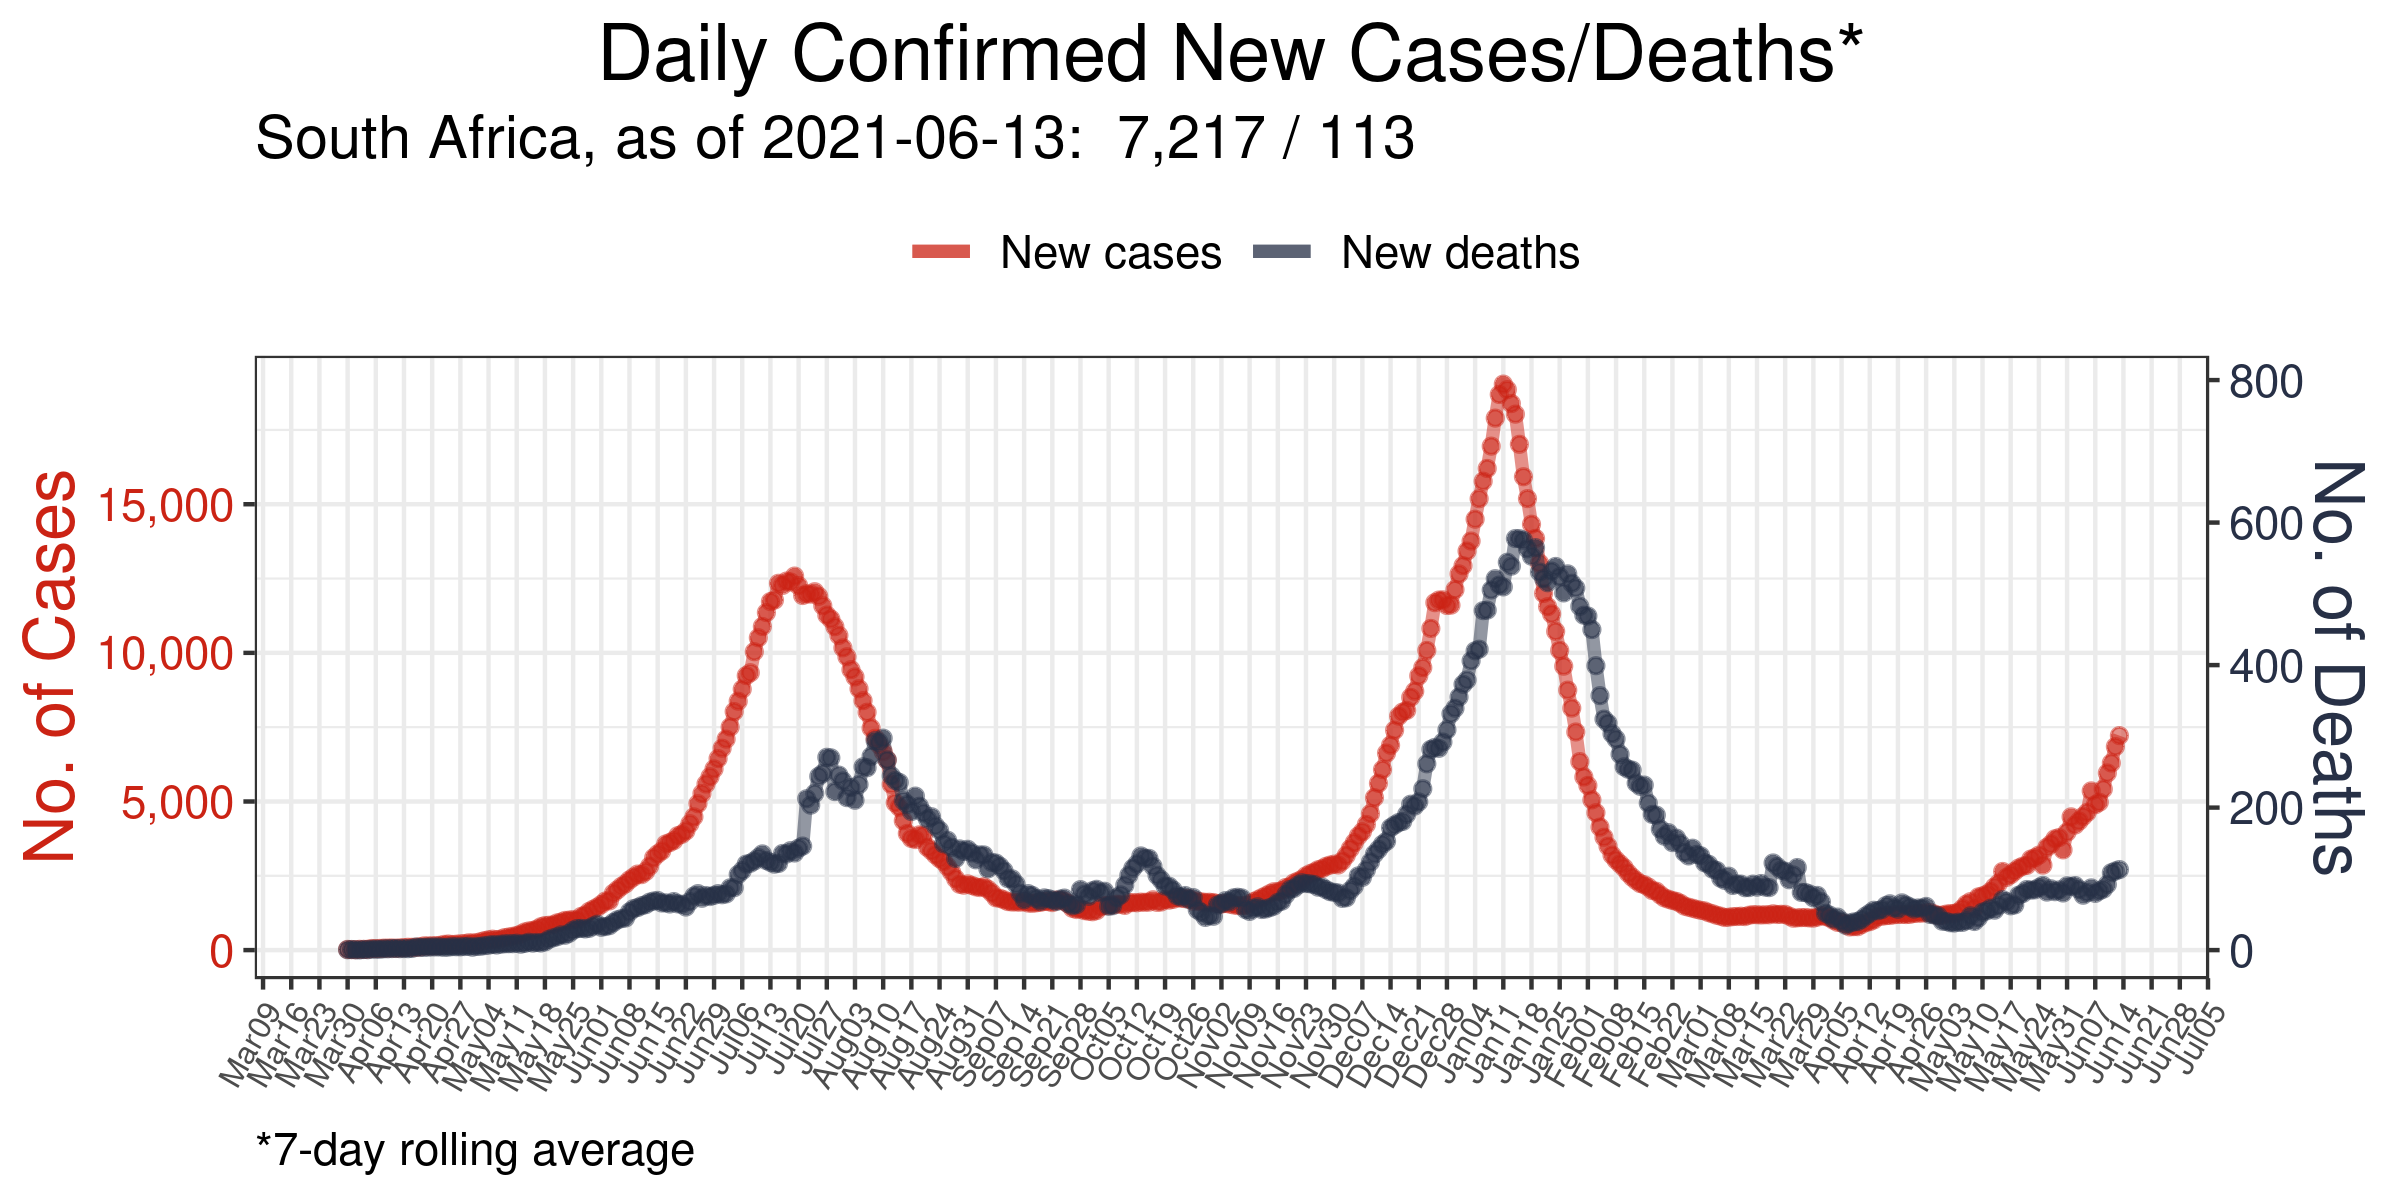 Daily Confirmed New Cases/Deaths*
South Africa, as of 2021-06-13:  7,217 / 113
New cases
New deaths
No. of Cases
15,000
10,000
5,000
0
800
600
400
200
0
No. of Deaths
Mar09
Mar16
Mar23
Mar30
Apr06
Apr13
Apr20
Apr27
May04
May11
May18
May25
Jun01
Jun08
Jun15
Jun22
Jun29
Jul06
Jul13
Jul20
Jul27
Aug03
Aug10
Aug17
Aug24
Aug31
Sep07
Sep14
Sep21
Sep28
Oct05
Oct12
Oct19
Oct26
Nov02
Nov09
Nov16
Nov23
Nov30
Dec07
Dec14
Dec21
Dec28
Jan04
Jan11
Jan18
Jan25
Feb01
Feb08
Feb15
Feb22
Mar01
Mar08
Mar15
Mar22
Mar29
Apr05
Apr12
Apr19
Apr26
May03
May10
May17
May24
May31
Jun07
Jun14
Jun21
Jun28
Jul05
*7-day rolling average